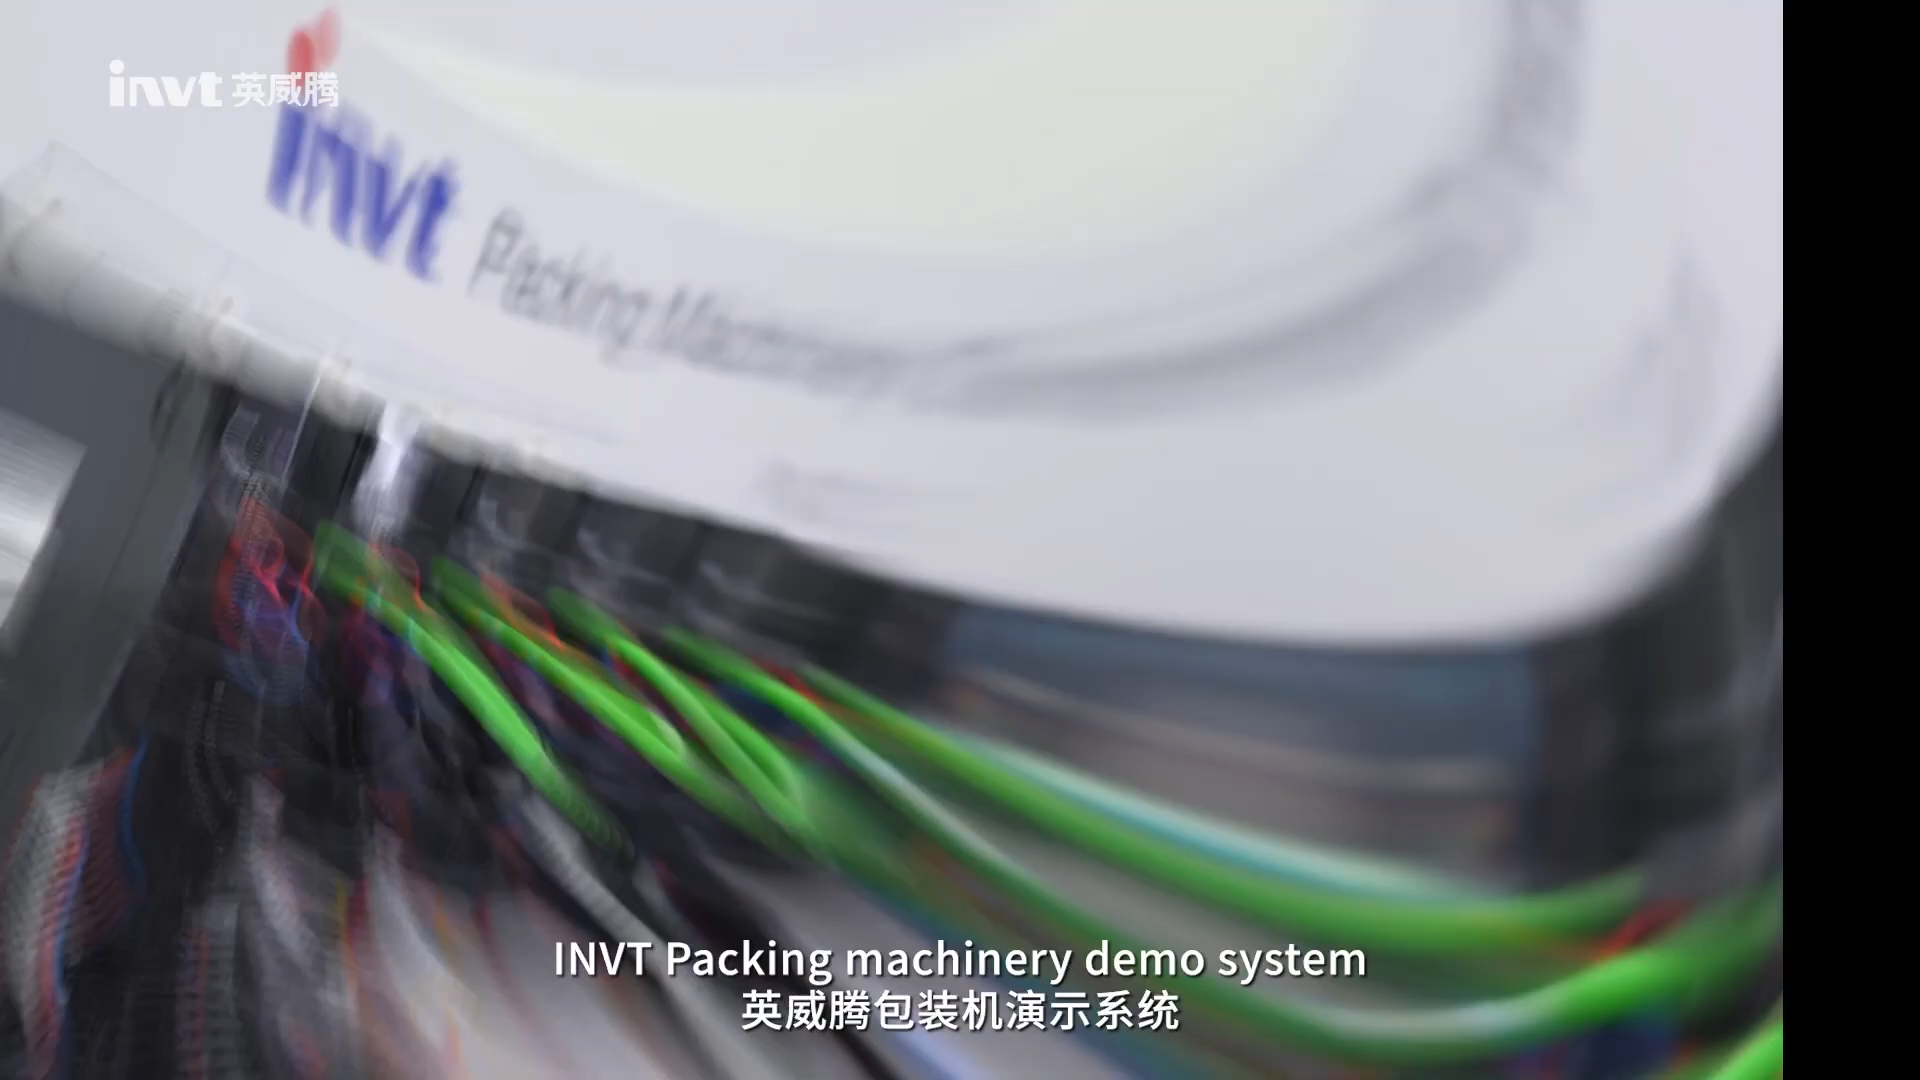 invt 英威腾
invt Packing Machinery
INVT Packing machinery demo system
英威腾包装机演示系统